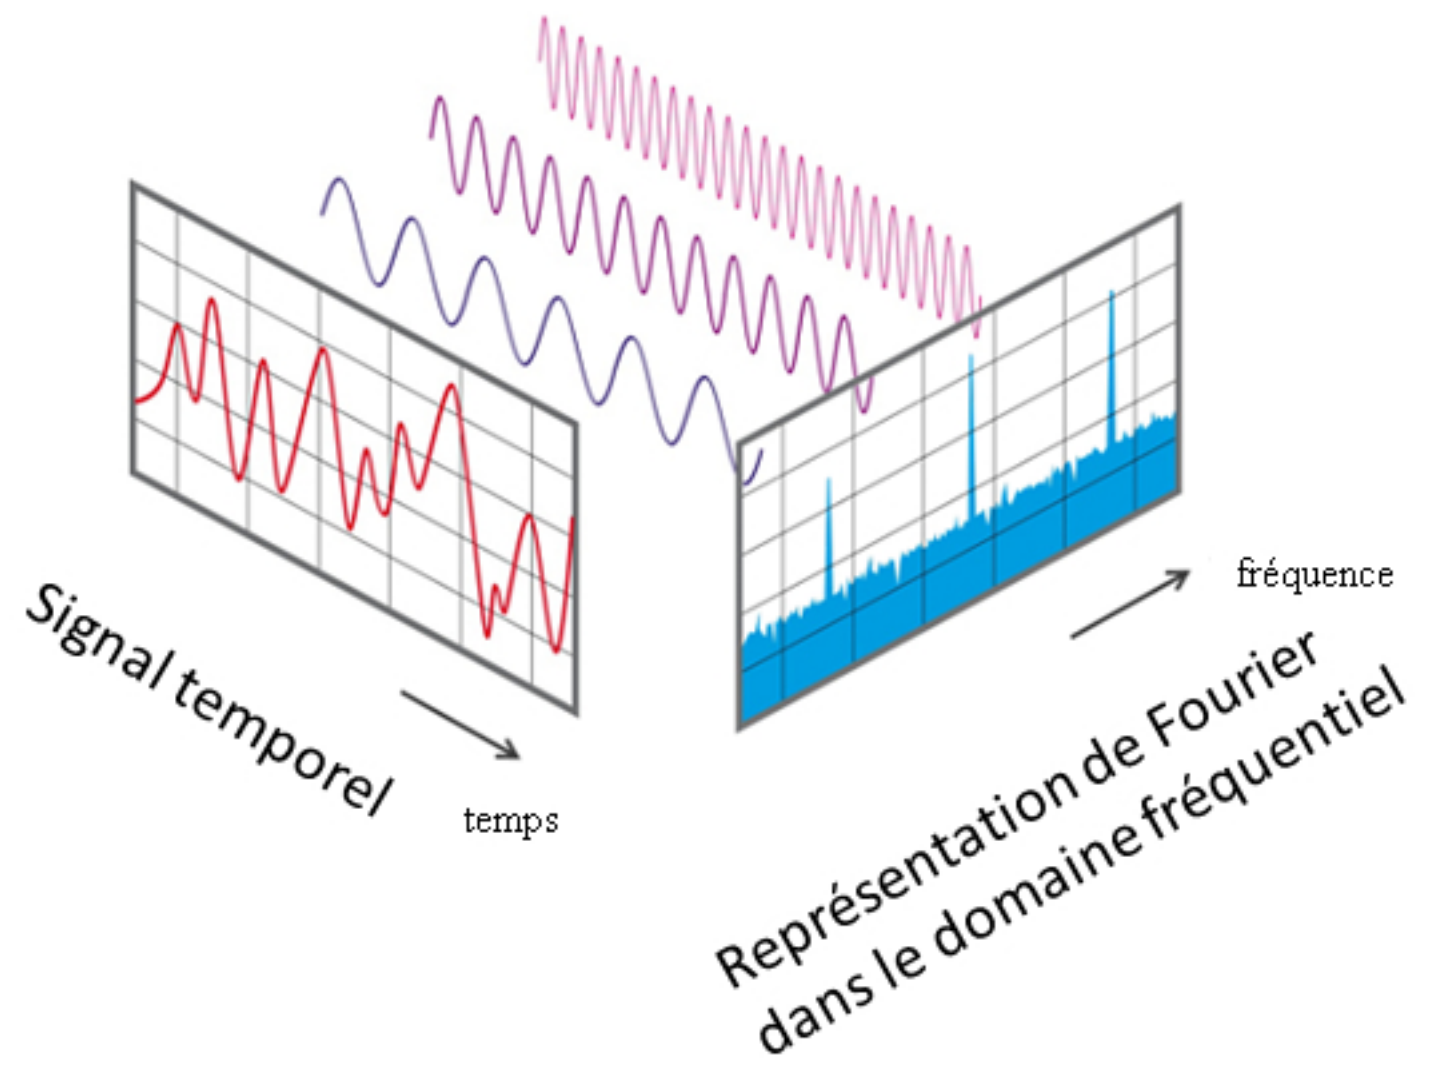 Signal temporel
temps
fréquence
Représentation de Fourier
dans le domaine fréquentiel